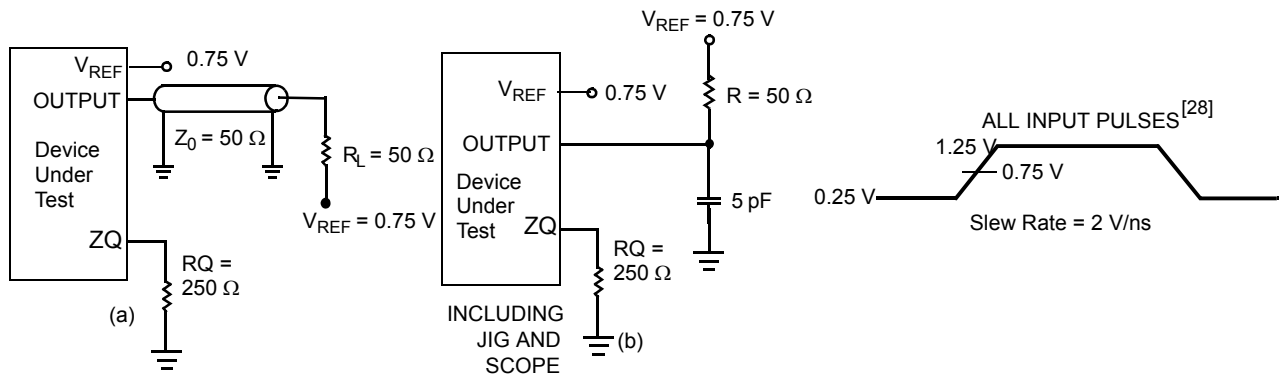 V_REF 0.75 V
OUTPUT
Z_0 = 50 Ω
Device
Under
Test
R_L = 50 Ω
V_REF = 0.75 V
ZQ
RQ =
250 Ω
(a)
V_REF = 0.75 V
R = 50 Ω
V_REF 0.75 V
OUTPUT
Device
Under
Test
5 pF
ZQ
RQ =
250 Ω
INCLUDING
JIG AND
SCOPE
(b)
ALL INPUT PULSES[28]
1.25 V
0.75 V
0.25 V
Slew Rate = 2 V/ns